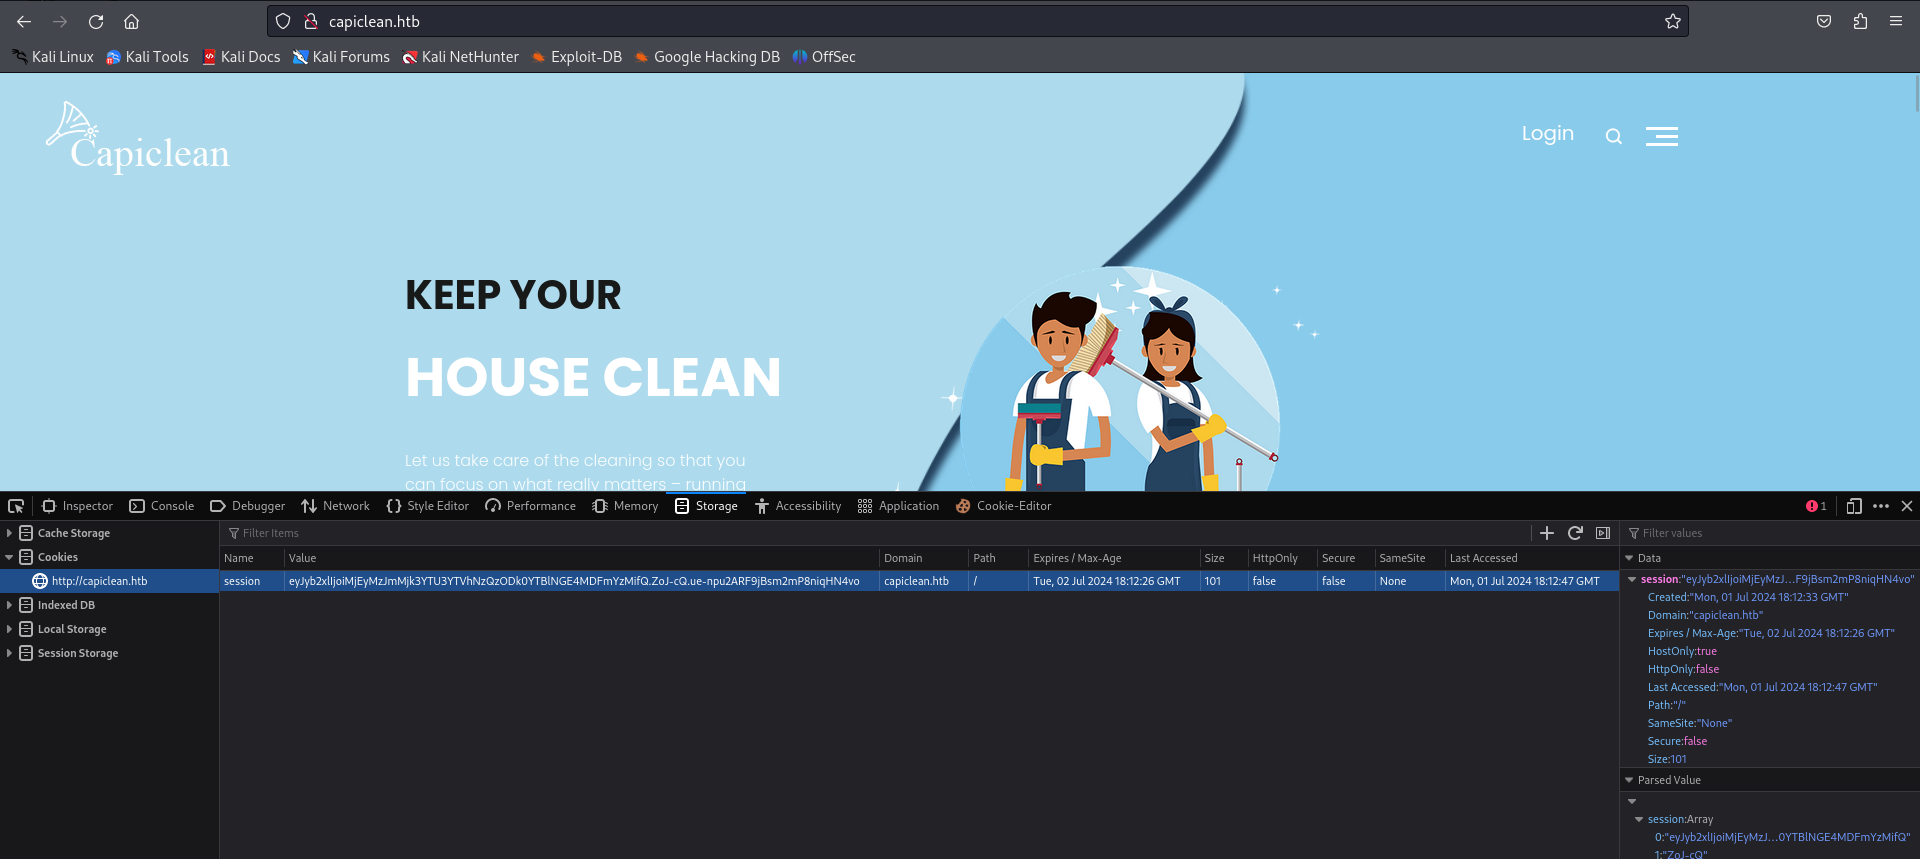 capiclean.htb
Kali Linux Kali Tools Kali Docs Kali Forums Kali NetHunter Exploit-DB Google Hacking DB OffSec
Capiclean
Login
KEEP YOUR
HOUSE CLEAN
Let us take care of the cleaning so that you
can focus on what really matters – running
Inspector Console Debugger Network Style Editor Performance Memory Storage Accessibility Application Cookie-Editor 1
Cache Storage
Cookies
http://capiclean.htb
Indexed DB
Local Storage
Session Storage
Filter Items
Name Value Domain Path Expires / Max-Age Size HttpOnly Secure SameSite Last Accessed
session eyJyb2xlIjoiMjEyMzJmMjk3YTU3YTVhNzQzODk0YTBlNGE4MDFmYzMifQ.ZoJ-cQ.ue-npu2ARF9jBsm2mP8niqHN4vo capiclean.htb / Tue, 02 Jul 2024 18:12:26 GMT 101 false false None Mon, 01 Jul 2024 18:12:47 GMT
Filter values
Data
session:"eyJyb2xlIjoiMjEyMzJ...F9jBsm2mP8niqHN4vo"
Created:"Mon, 01 Jul 2024 18:12:33 GMT"
Domain:"capiclean.htb"
Expires / Max-Age:"Tue, 02 Jul 2024 18:12:26 GMT"
HostOnly:true
HttpOnly:false
Last Accessed:"Mon, 01 Jul 2024 18:12:47 GMT"
Path:"/"
SameSite:"None"
Secure:false
Size:101
Parsed Value
session:Array
0:"eyJyb2xlIjoiMjEyMzJ...0YTBlNGE4MDFmYzMifQ"
1:"ZoJ-cQ"